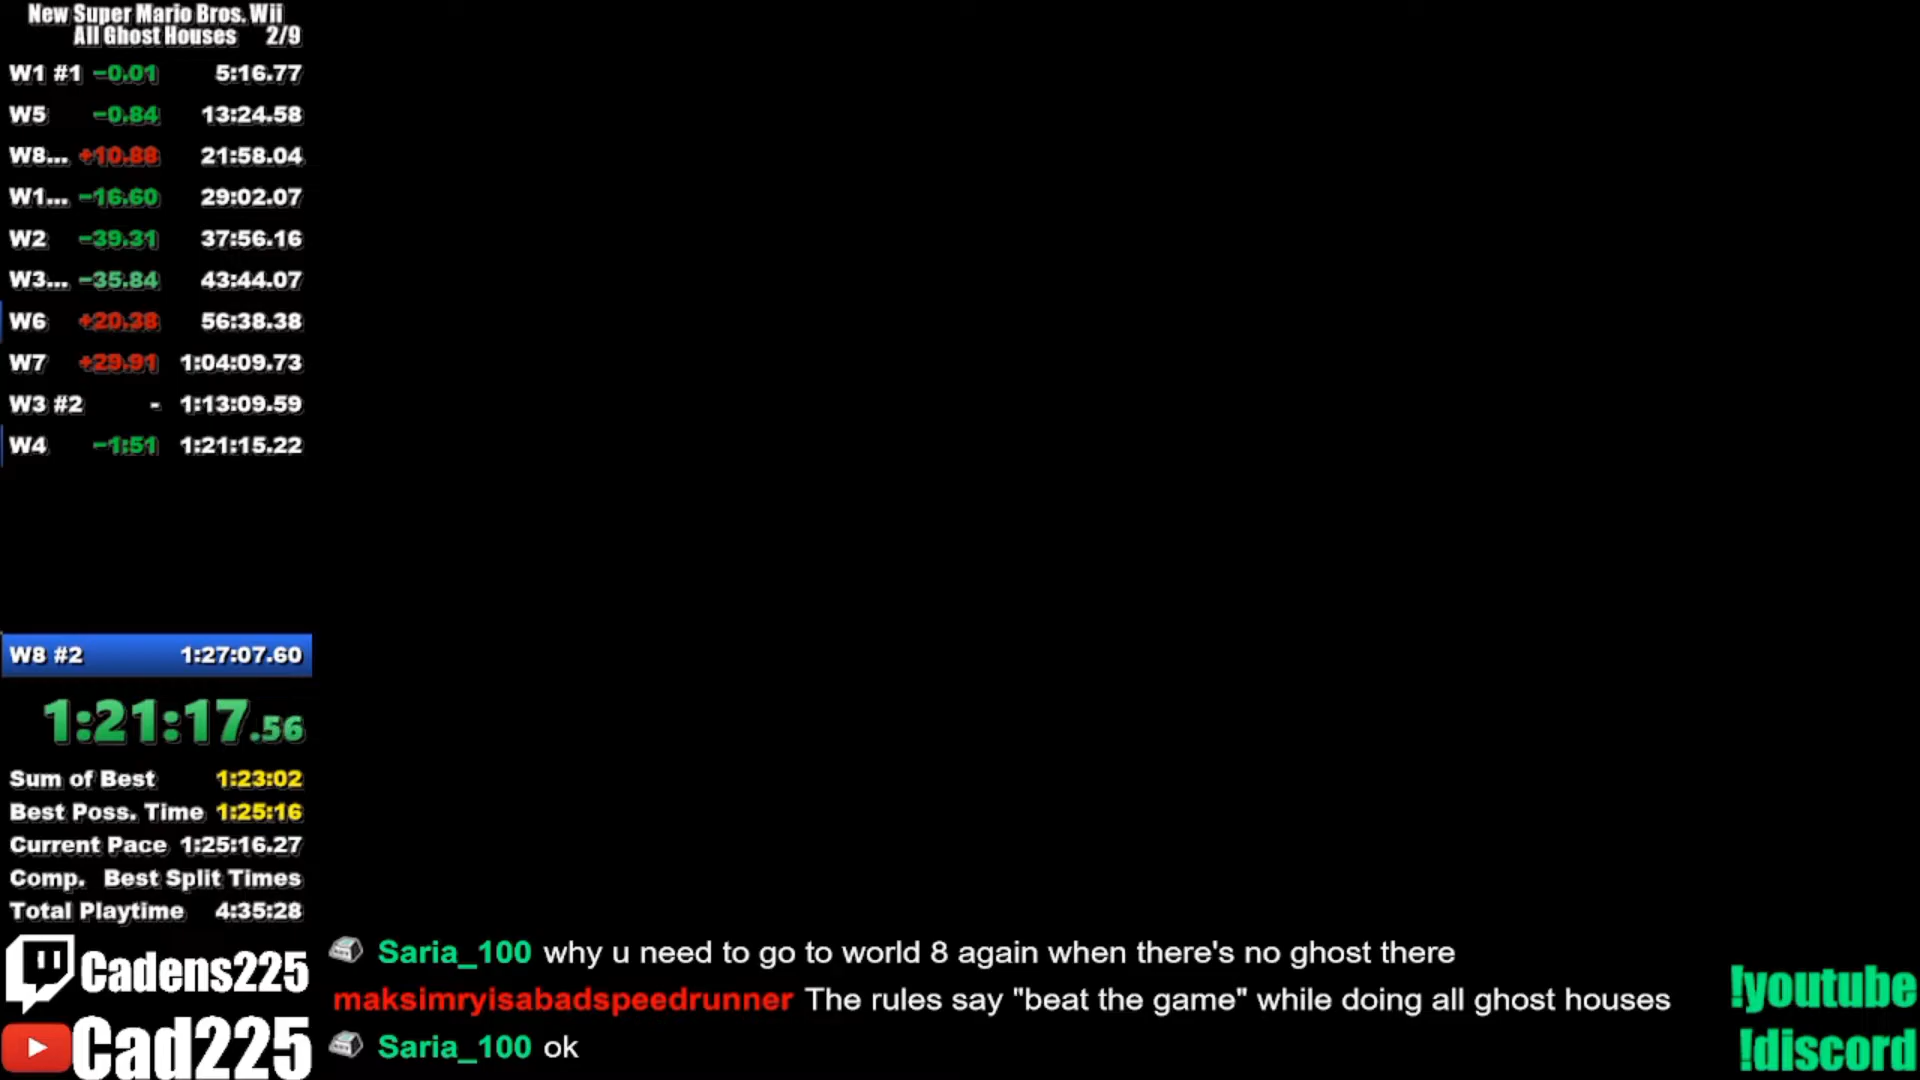 New Super Mario Bros. Wii
All Ghost Houses 2/9
W1 #1 -0.01 5:16.77
W5 -0.84 13:24.58
W8... +10.88 21:58.04
W1... -16.60 29:02.07
W2 -39.31 37:56.16
W3... -35.84 43:44.07
W6 +20.38 56:38.38
W7 +29.91 1:04:09.73
W3 #2 - 1:13:09.59
W4 -1:51 1:21:15.22
W8 #2 1:27:07.60
1:21:17.56
Sum of Best 1:23:02
Best Poss. Time 1:25:16
Current Pace 1:25:16.27
Comp. Best Split Times
Total Playtime 4:35:28
Cadens225
Cad225
Saria_100 why u need to go to world 8 again when there's no ghost there
maksimryisabadspeedrunner The rules say "beat the game" while doing all ghost houses
Saria_100 ok
!youtube
!discord